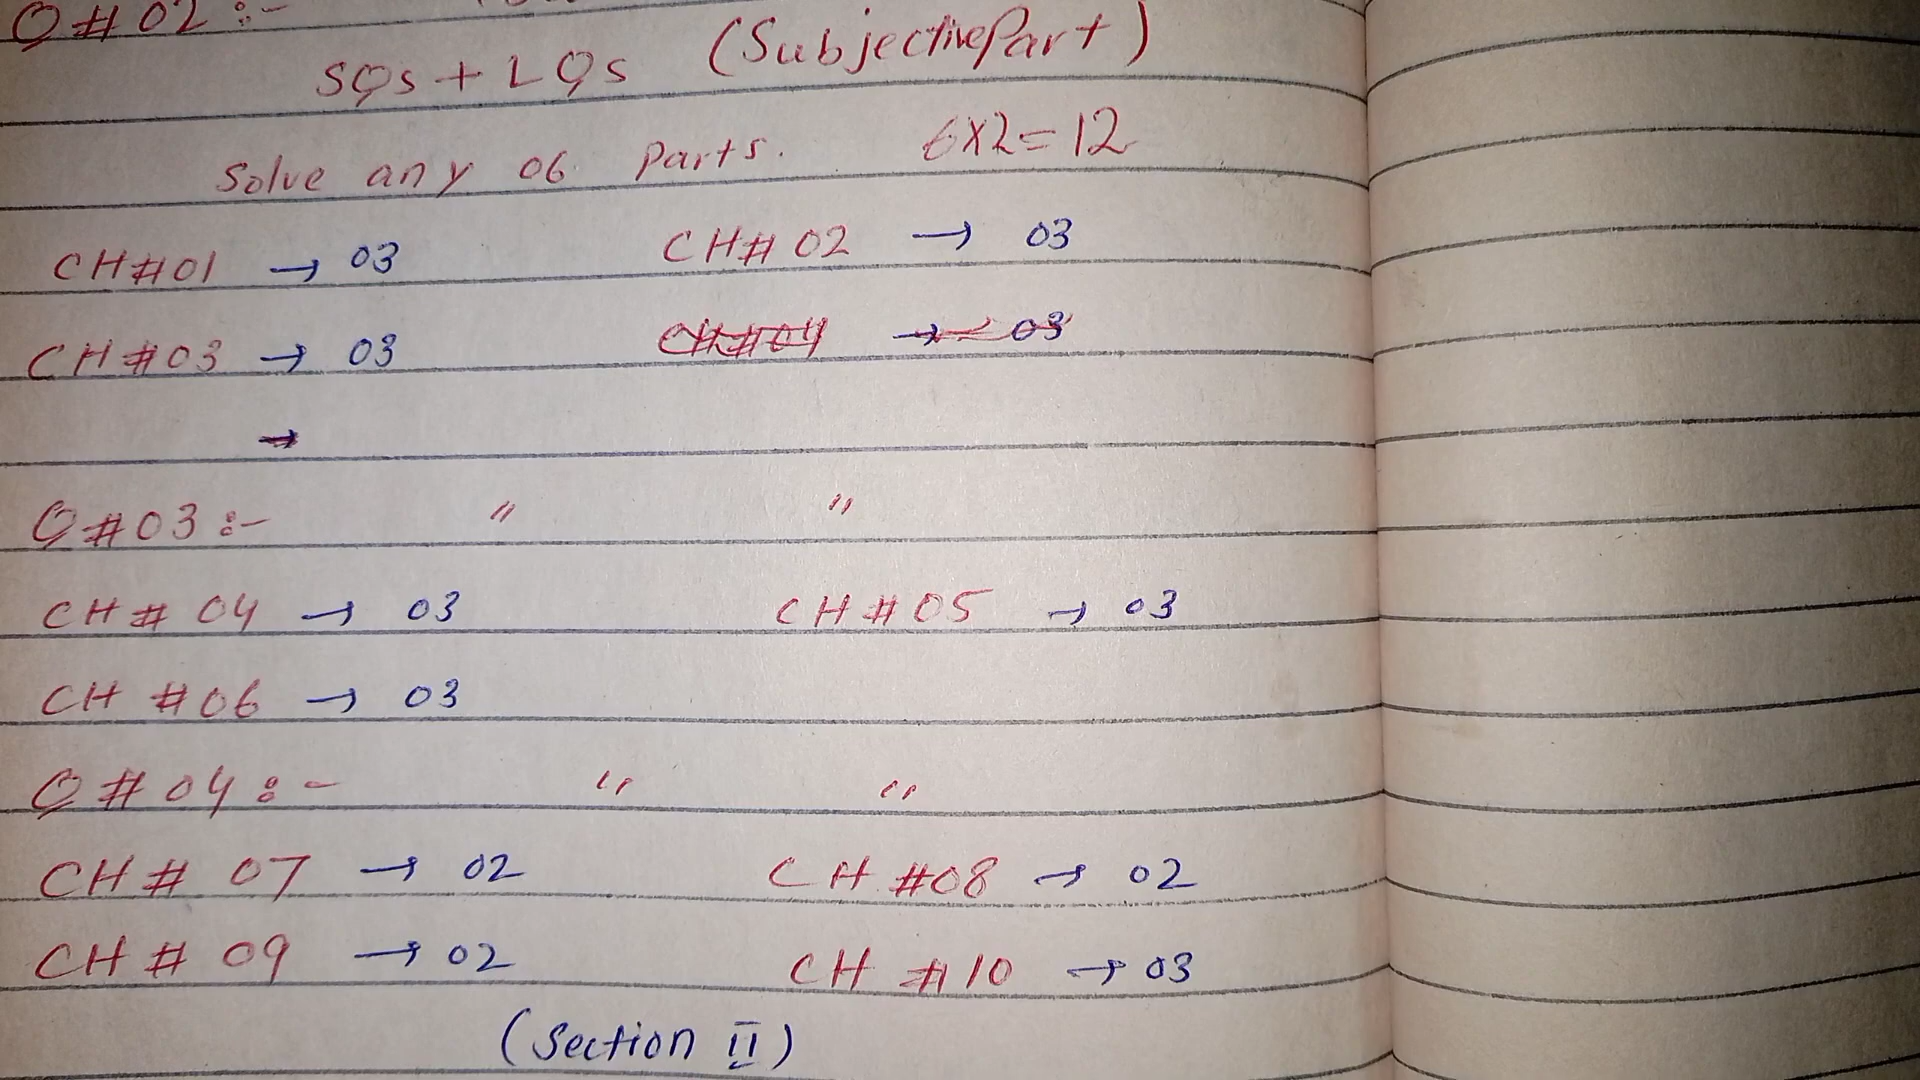 Q#02:-
SQs + LQs (Subjective Part)
Solve any 06 Parts. 6x2=12
CH#01 → 03 CH#02 → 03
CH#03 → 03 CH#04 → 03
→
Q#03:- " "
CH#04 → 03 CH#05 → 03
CH#06 → 03
Q#04:- " "
CH#07 → 02 CH#08 → 02
CH#09 → 02 CH#10 → 03
(Section II)